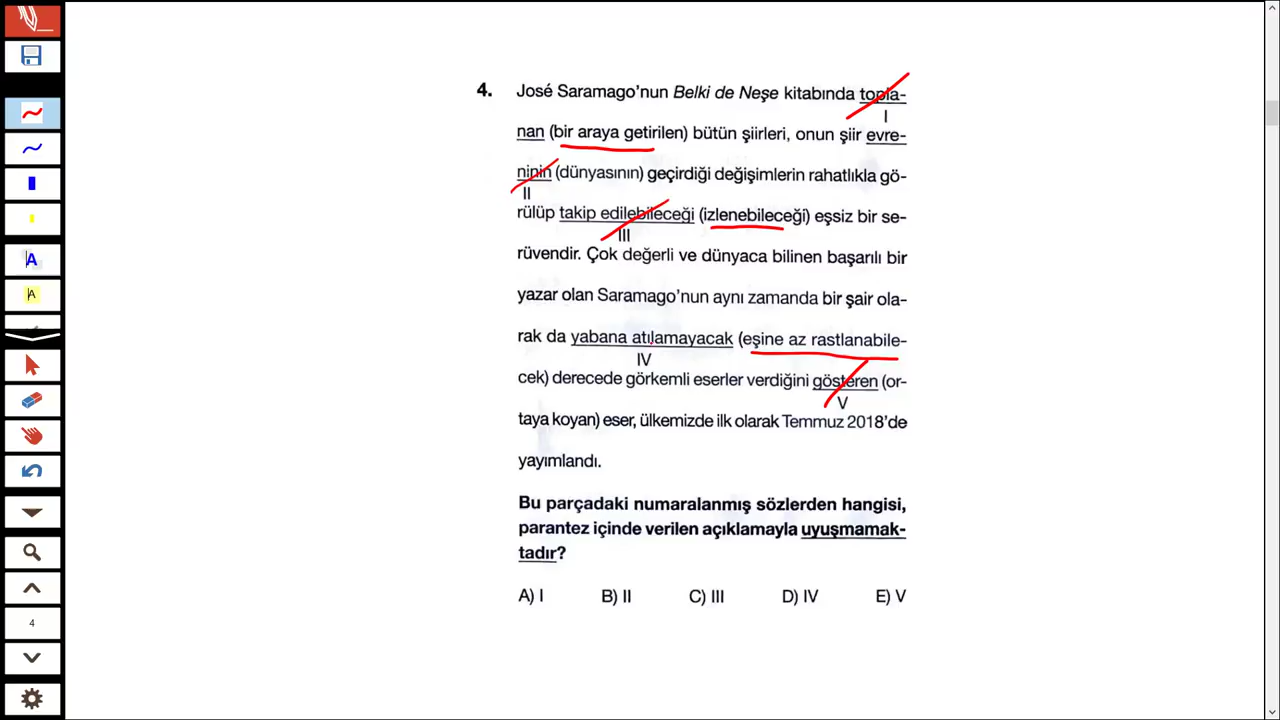 4. José Saramago’nun Belki de Neşe kitabında topla-
I
nan (bir araya getirilen) bütün şiirleri, onun şiir evre-
ninin (dünyasının) geçirdiği değişimlerin rahatlıkla gö-
II
rülüp takip edilebileceği (izlenebileceği) eşsiz bir se-
III
rüvendir. Çok değerli ve dünyaca bilinen başarılı bir
yazar olan Saramago’nun aynı zamanda bir şair ola-
rak da yabana atılamayacak (eşine az rastlanabile-
IV
cek) derecede görkemli eserler verdiğini gösteren (or-
V
taya koyan) eser, ülkemizde ilk olarak Temmuz 2018’de
yayımlandı.
Bu parçadaki numaralanmış sözlerden hangisi,
parantez içinde verilen açıklamayla uyuşmamak-
tadır?
A) I B) II C) III D) IV E) V
A
A
4